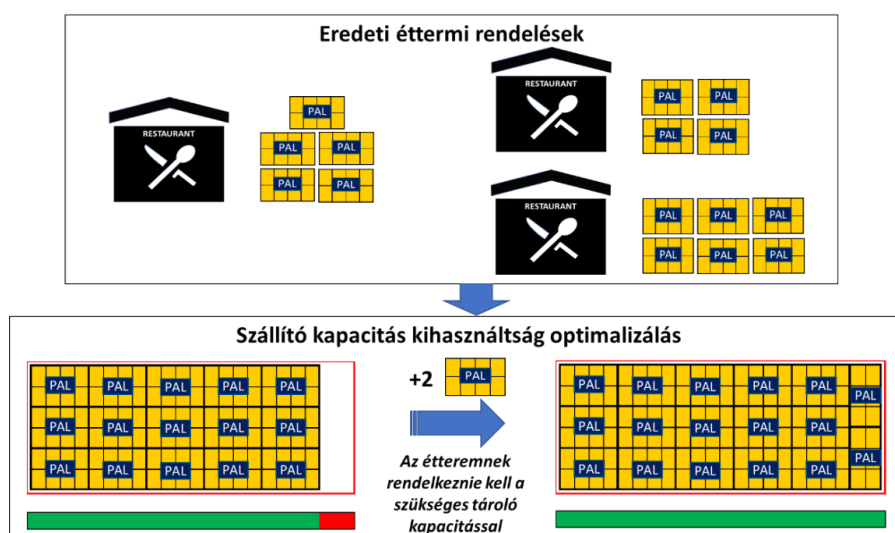 Eredeti éttermi rendelések
RESTAURANT
PAL
PAL PAL
PAL PAL
RESTAURANT
PAL PAL
PAL PAL
RESTAURANT
PAL PAL PAL
PAL PAL PAL
Szállító kapacitás kihasználtság optimalizálás
PAL PAL PAL PAL PAL
PAL PAL PAL PAL PAL
PAL PAL PAL PAL PAL
+2 PAL
Az étteremnek
rendelkeznie kell a
szükséges tároló
kapacitással
PAL PAL PAL PAL PAL PAL
PAL PAL PAL PAL PAL
PAL PAL PAL PAL PAL PAL